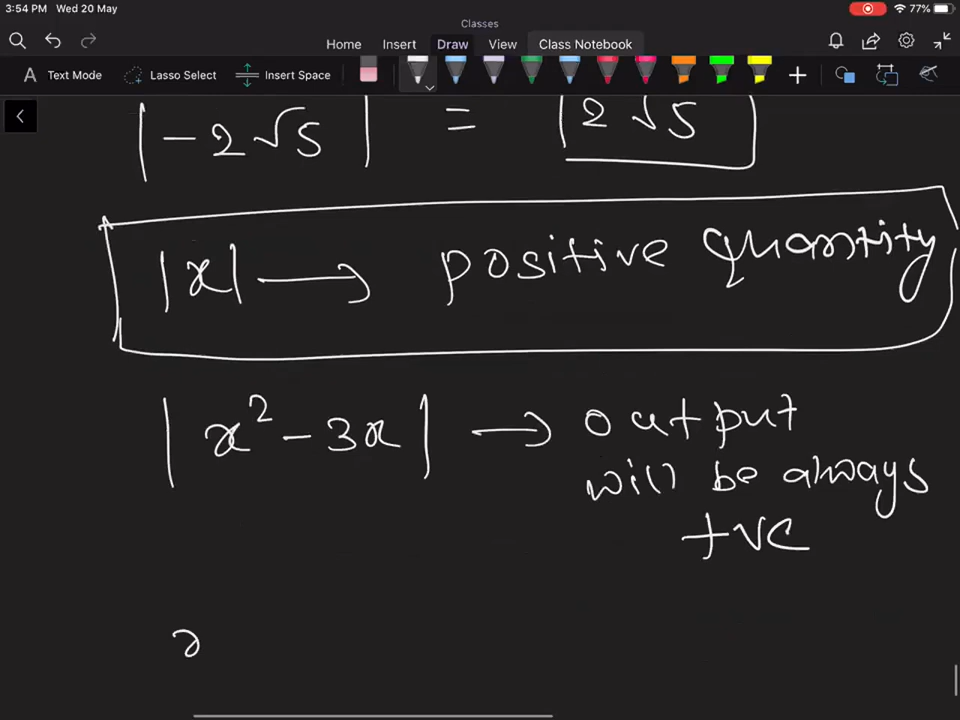 3:54 PM Wed 20 May
77%
Classes
Home Insert Draw View Class Notebook
A Text Mode Lasso Select Insert Space
|-2√5| = |2√5
|x| → positive quantity
|x² - 3x| → output
will be always
+ve